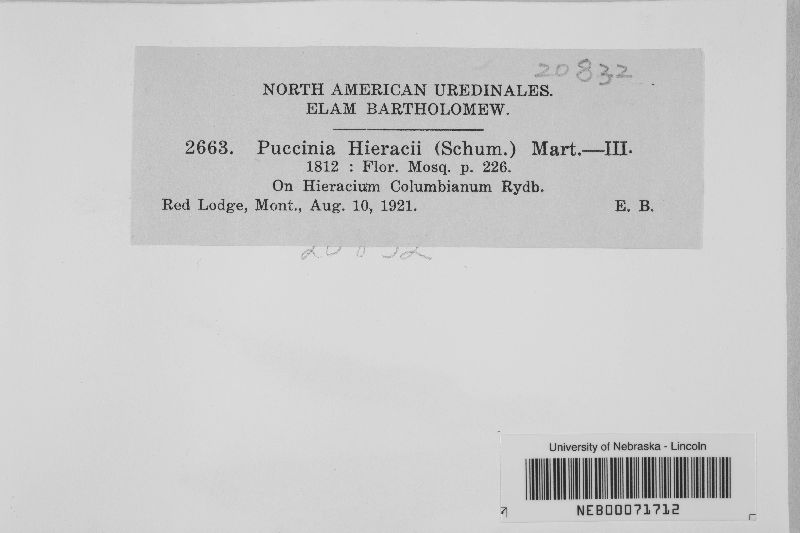 20832
NORTH AMERICAN UREDINALES.
ELAM BARTHOLOMEW.
2663. Puccinia Hieracii (Schum.) Mart.—III.
1812 : Flor. Mosq. p. 226.
On Hieracium Columbianum Rydb.
Red Lodge, Mont., Aug. 10, 1921. E. B.
20832
University of Nebraska - Lincoln
NEB00071712